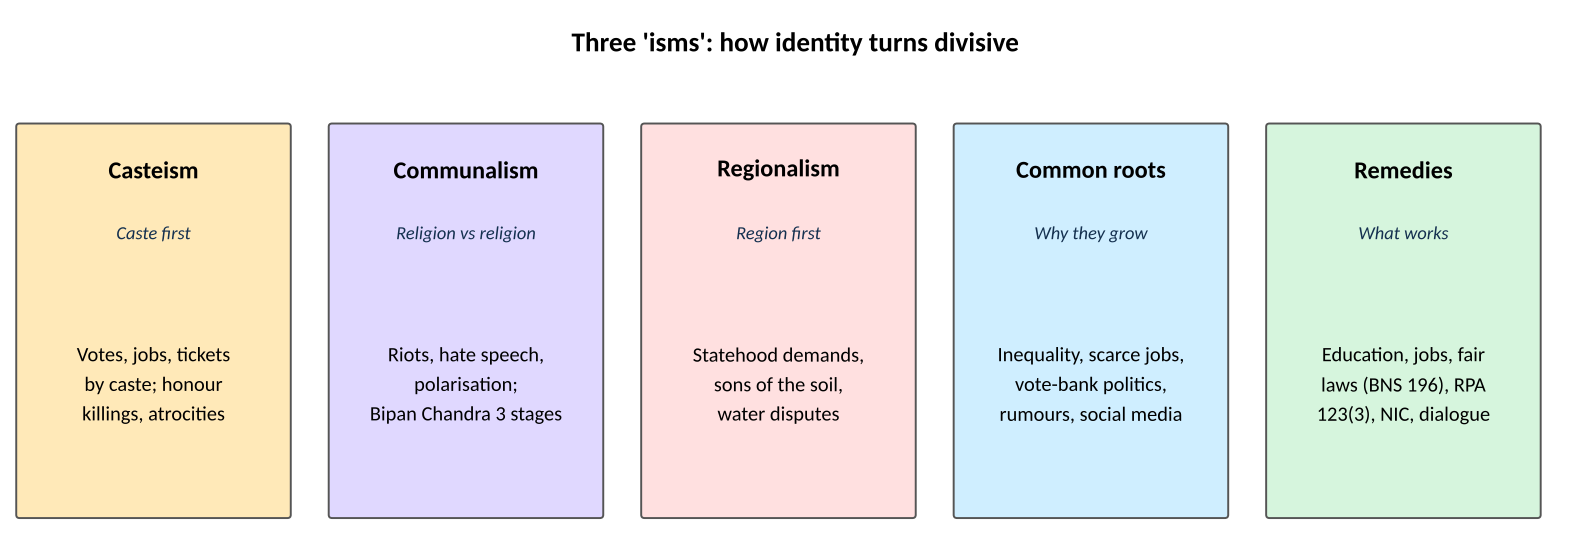 Three 'isms': how identity turns divisive
Casteism
Caste first
Votes, jobs, tickets
by caste; honour
killings, atrocities
Communalism
Religion vs religion
Riots, hate speech,
polarisation;
Bipan Chandra 3 stages
Regionalism
Region first
Statehood demands,
sons of the soil,
water disputes
Common roots
Why they grow
Inequality, scarce jobs,
vote-bank politics,
rumours, social media
Remedies
What works
Education, jobs, fair
laws (BNS 196), RPA
123(3), NIC, dialogue